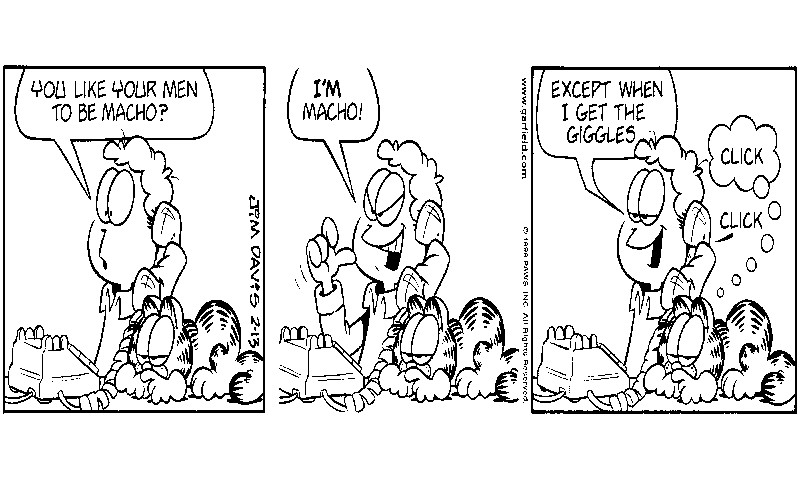 YOU LIKE YOUR MEN
TO BE MACHO?
JIM DAVIS 2-13
I'M
MACHO!
www.garfield.com
© 1998 PAWS, INC. All Rights Reserved.
EXCEPT WHEN
I GET THE
GIGGLES
CLICK
CLICK